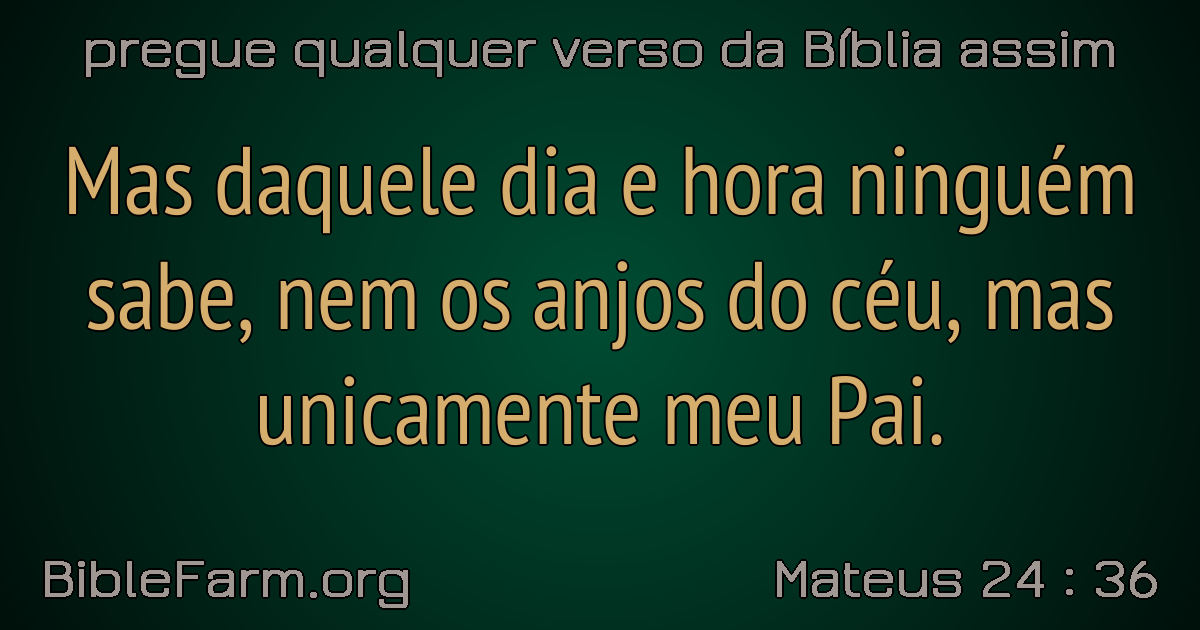 pregue qualquer verso da Bíblia assim
Mas daquele dia e hora ninguém
sabe, nem os anjos do céu, mas
unicamente meu Pai.
BibleFarm.org
Mateus 24 : 36